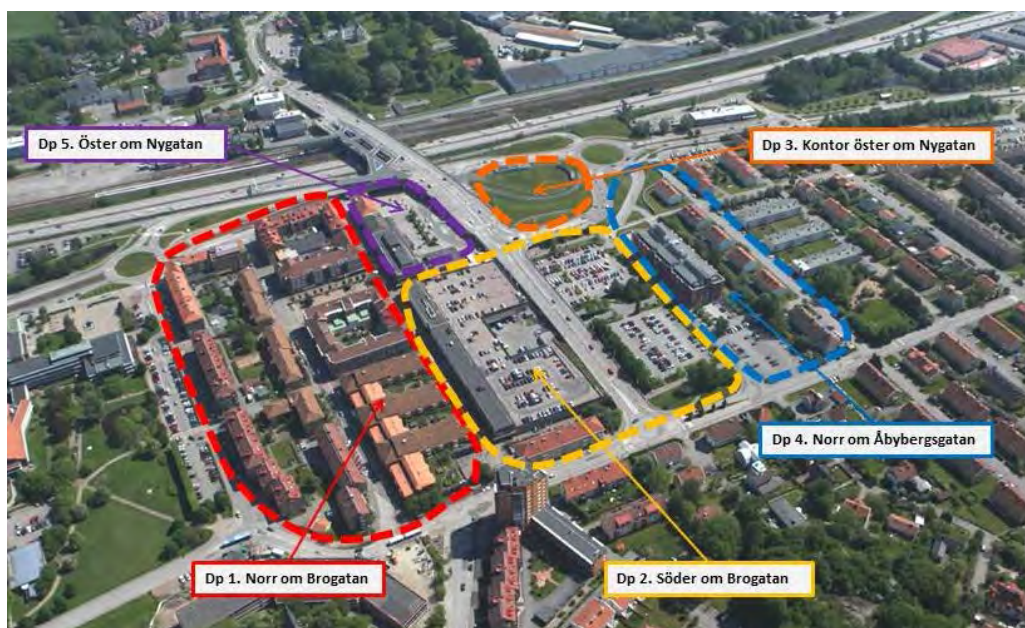 Dp 5. Öster om Nygatan
Dp 3. Kontor öster om Nygatan
Dp 4. Norr om Åbybergsgatan
Dp 1. Norr om Brogatan
Dp 2. Söder om Brogatan